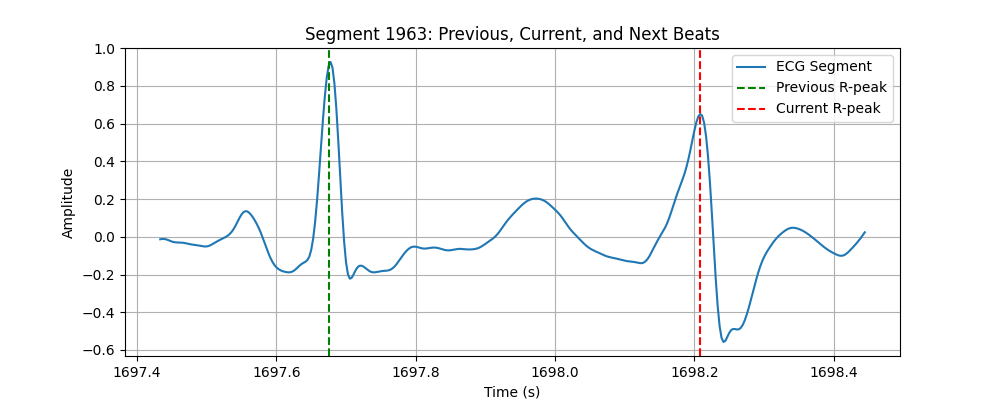 Segment 1963: Previous, Current, and Next Beats
1.0
0.8
0.6
0.4
0.2
0.0
−0.2
−0.4
−0.6
Amplitude
ECG Segment
Previous R-peak
Current R-peak
1697.4 1697.6 1697.8 1698.0 1698.2 1698.4
Time (s)